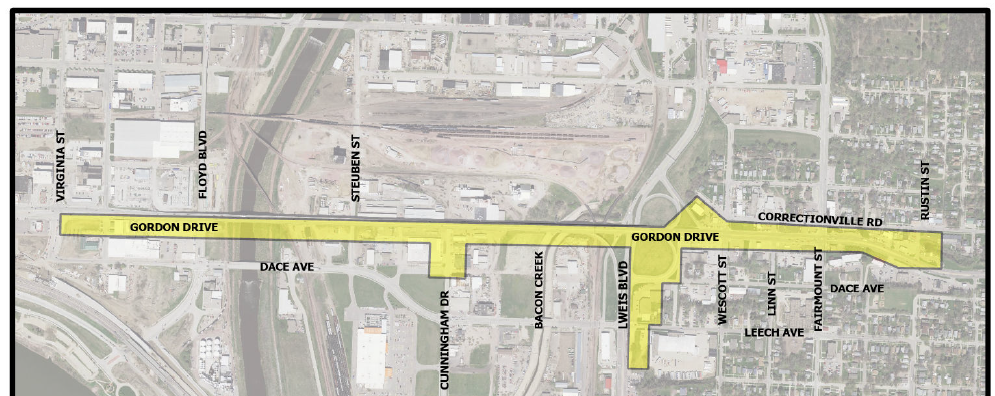 VIRGINIA ST
FLOYD BLVD
STEUBEN ST
RUSTIN ST
CORRECTIONVILLE RD
GORDON DRIVE
GORDON DRIVE
DACE AVE
CUNNINGHAM DR
BACON CREEK
LWEIS BLVD
WESCOTT ST
LINN ST
FAIRMOUNT ST
DACE AVE
LEECH AVE